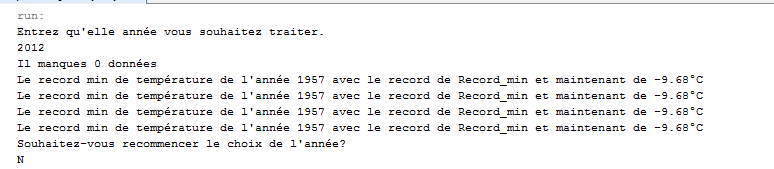 run:
Entrez qu'elle année vous souhaitez traiter.
2012
Il manques 0 données
Le record min de température de l'année 1957 avec le record de Record_min et maintenant de -9.68°C
Le record min de température de l'année 1957 avec le record de Record_min et maintenant de -9.68°C
Le record min de température de l'année 1957 avec le record de Record_min et maintenant de -9.68°C
Le record min de température de l'année 1957 avec le record de Record_min et maintenant de -9.68°C
Souhaitez-vous recommencer le choix de l'année?
N